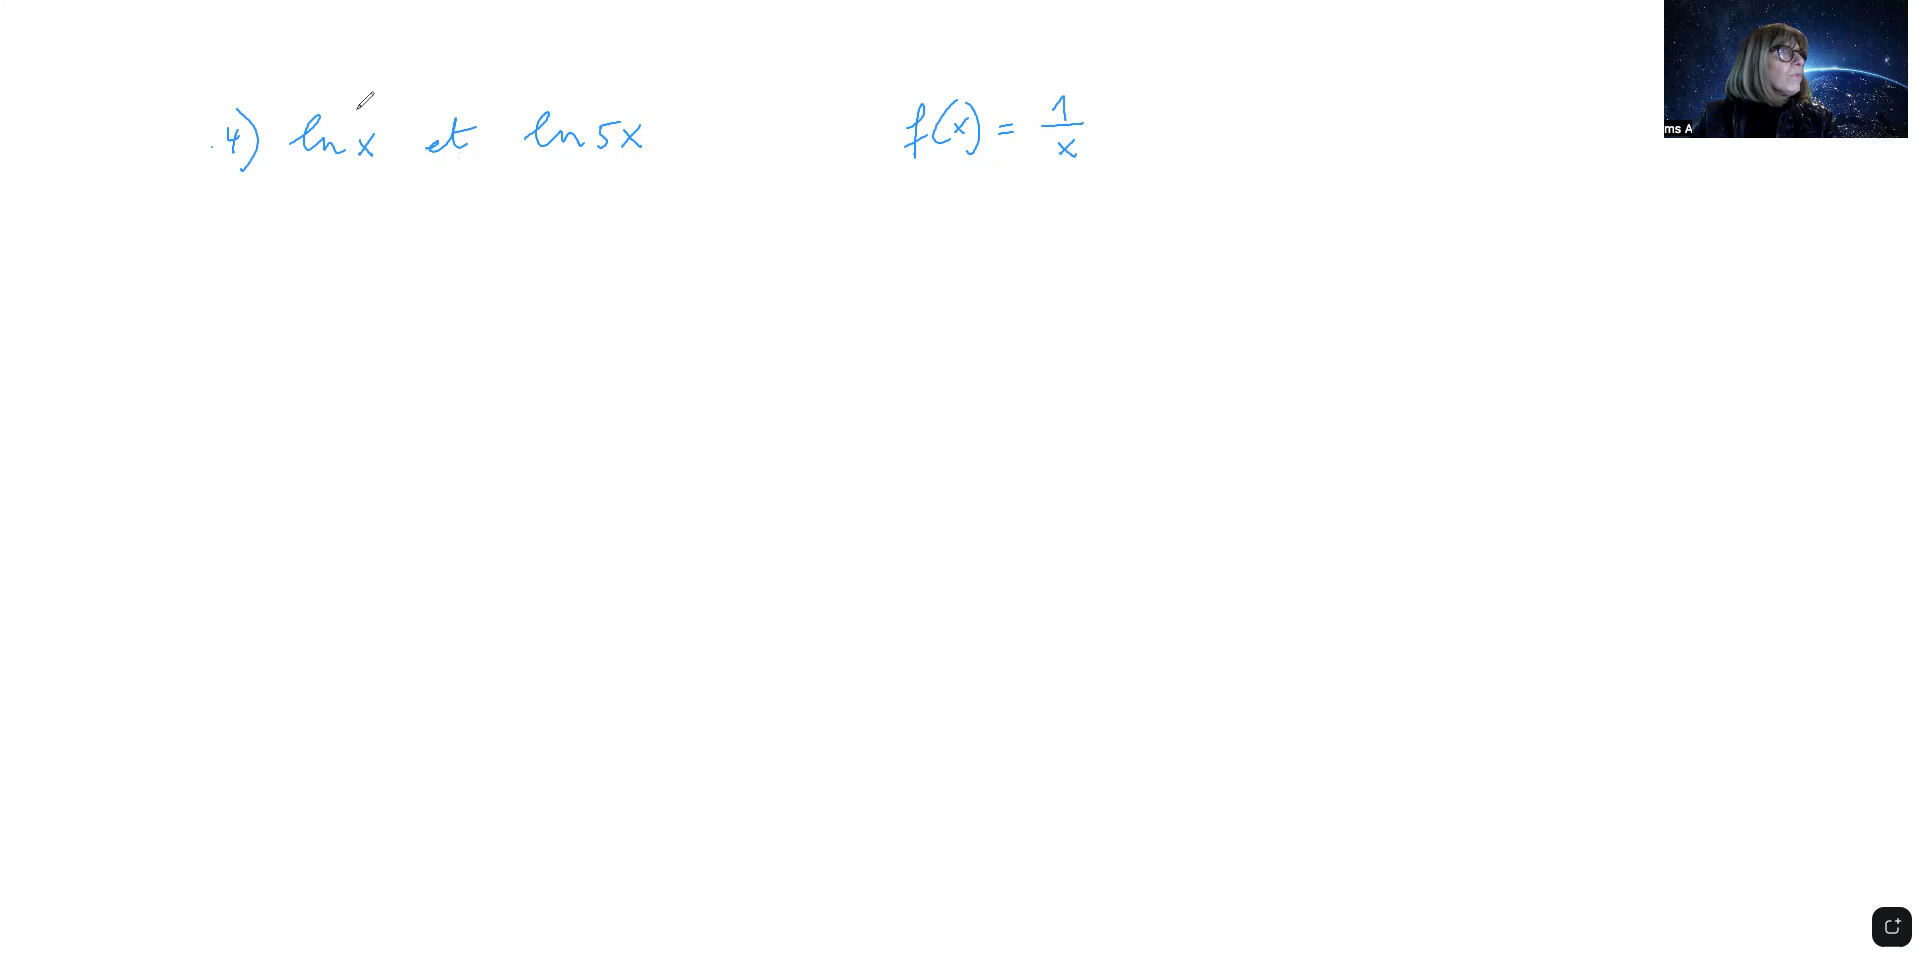 .4) ln x et ln 5x f(x) = 1/x
ms A